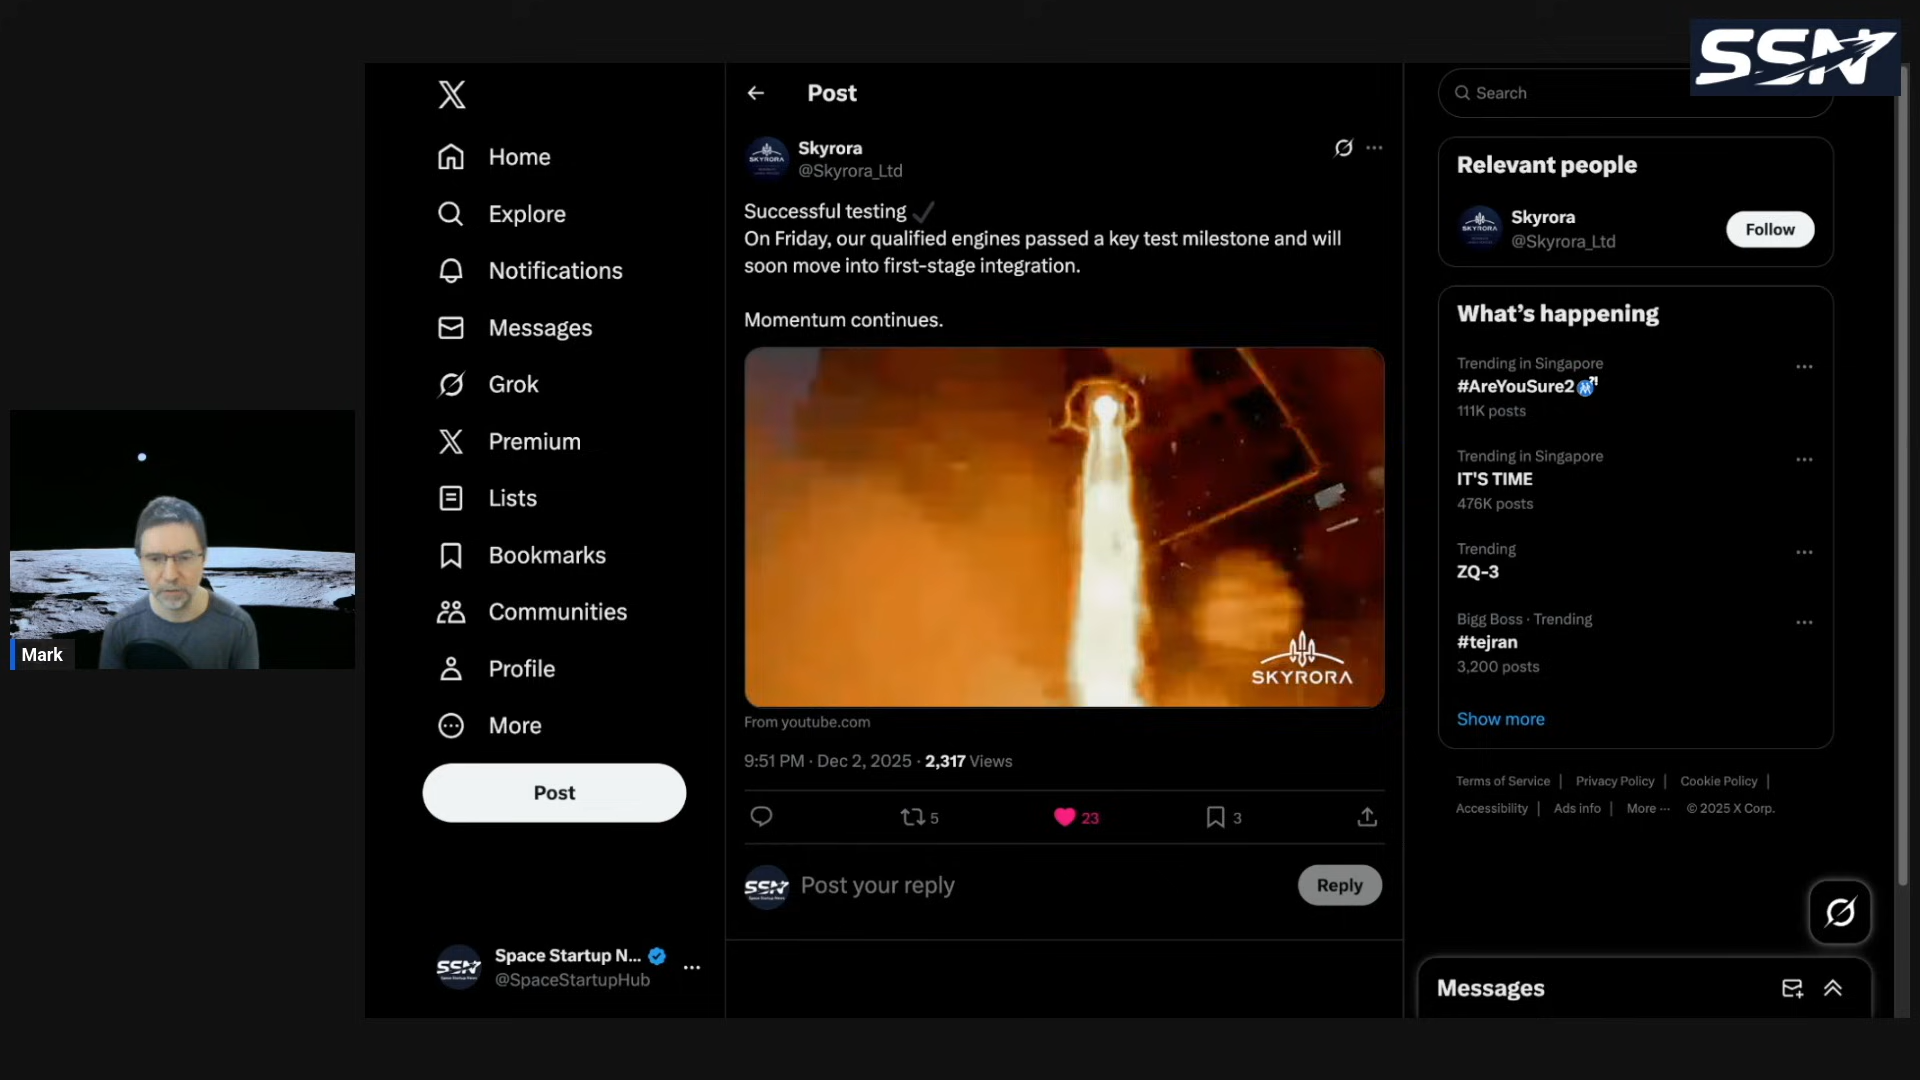 SSN
Home
Explore
Notifications
Messages
Grok
Premium
Lists
Bookmarks
Communities
Profile
More
Post
SSN
Space Startup N...
@SpaceStartupHub
Mark
Post
SKYRORA
Skyrora
@Skyrora_Ltd
Successful testing ✓
On Friday, our qualified engines passed a key test milestone and will
soon move into first-stage integration.
Momentum continues.
SKYRORA
From youtube.com
9:51 PM · Dec 2, 2025 · 2,317 Views
5
23
3
SSN
Post your reply
Reply
Search
Relevant people
SKYRORA
Skyrora
@Skyrora_Ltd
Follow
What's happening
Trending in Singapore
#AreYouSure2
111K posts
Trending in Singapore
IT'S TIME
476K posts
Trending
ZQ-3
Bigg Boss · Trending
#tejran
3,200 posts
Show more
Terms of Service | Privacy Policy | Cookie Policy |
Accessibility | Ads info | More ··· © 2025 X Corp.
Messages